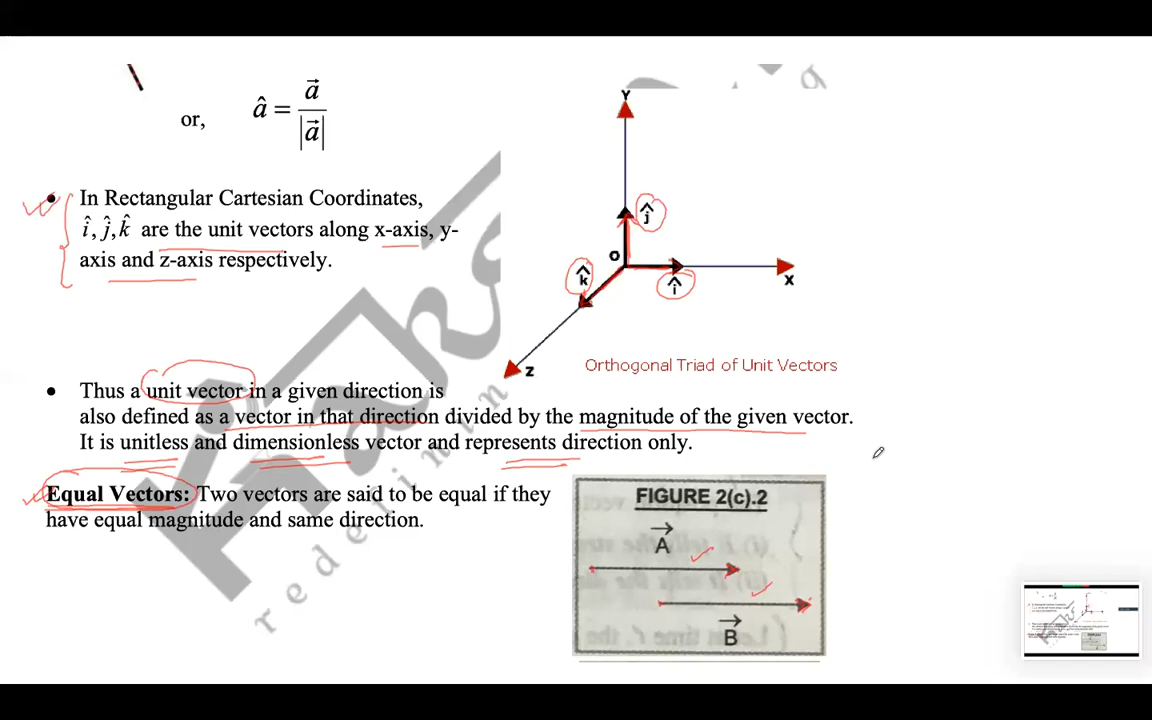 or, â = a⃗ / |a⃗|
In Rectangular Cartesian Coordinates,
î, ĵ, k̂ are the unit vectors along x-axis, y-
axis and z-axis respectively.
Y
ĵ
O
k̂
î
X
Z
Orthogonal Triad of Unit Vectors
Thus a unit vector in a given direction is
also defined as a vector in that direction divided by the magnitude of the given vector.
It is unitless and dimensionless vector and represents direction only.
Equal Vectors: Two vectors are said to be equal if they
have equal magnitude and same direction.
FIGURE 2(c).2
A⃗
B⃗
redefin